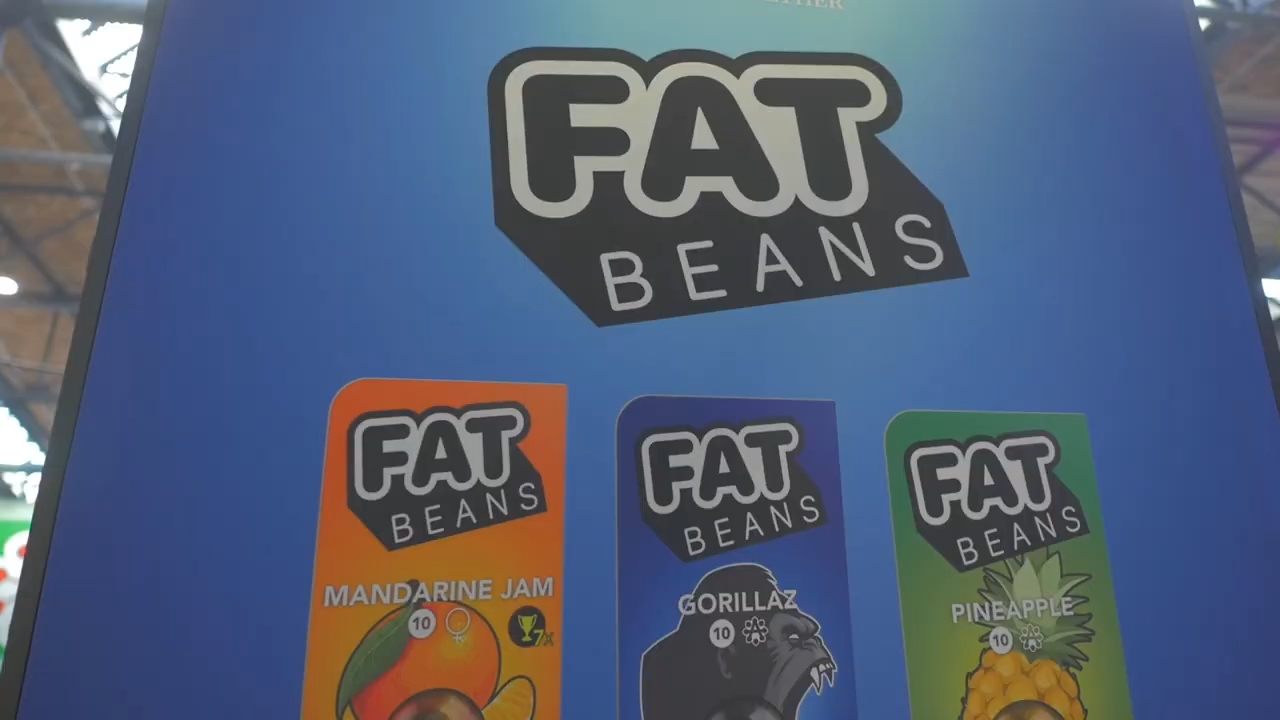 FAT
BEANS
FAT
BEANS
MANDARINE JAM
10
7x
FAT
BEANS
GORILLAZ
10
FAT
BEANS
PINEAPPLE
10